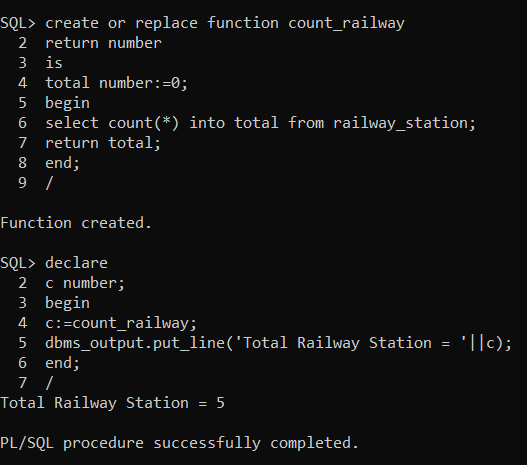 SQL> create or replace function count_railway
  2  return number
  3  is
  4  total number:=0;
  5  begin
  6  select count(*) into total from railway_station;
  7  return total;
  8  end;
  9  /
Function created.
SQL> declare
  2  c number;
  3  begin
  4  c:=count_railway;
  5  dbms_output.put_line('Total Railway Station = '||c);
  6  end;
  7  /
Total Railway Station = 5
PL/SQL procedure successfully completed.